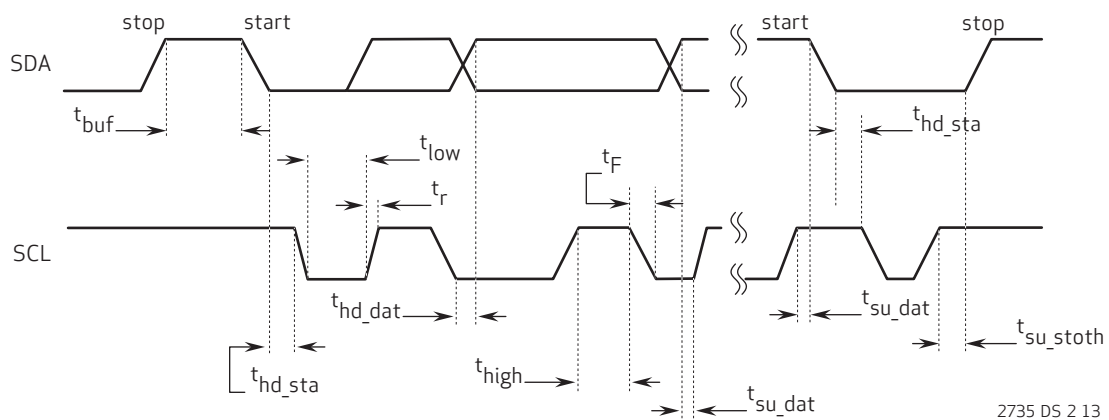 stop
start
start
stop
SDA
t_buf
t_hd_sta
t_low
t_F
t_r
SCL
t_hd_dat
t_su_dat
t_su_stoth
t_hd_sta
t_high
t_su_dat
2735 DS 2 13